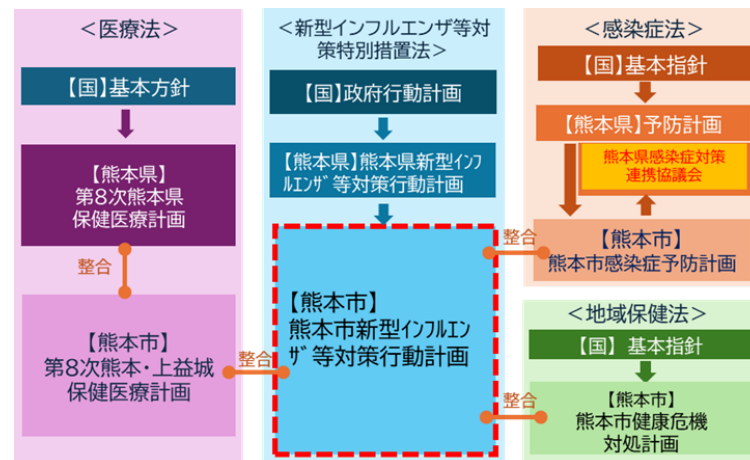 ＜医療法＞
【国】基本方針
【熊本県】
第8次熊本県
保健医療計画
整合
【熊本市】
第8次熊本・上益城
保健医療計画
整合
＜新型インフルエンザ等対
策特別措置法＞
【国】政府行動計画
【熊本県】熊本県新型ｲﾝﾌ
ﾙｴﾝｻﾞ等対策行動計画
【熊本市】
熊本市新型ｲﾝﾌﾙｴﾝ
ｻﾞ等対策行動計画
整合
整合
＜感染症法＞
【国】基本指針
【熊本県】予防計画
熊本県感染症対策
連携協議会
【熊本市】
熊本市感染症予防計画
＜地域保健法＞
【国】基本指針
【熊本市】
熊本市健康危機
対処計画